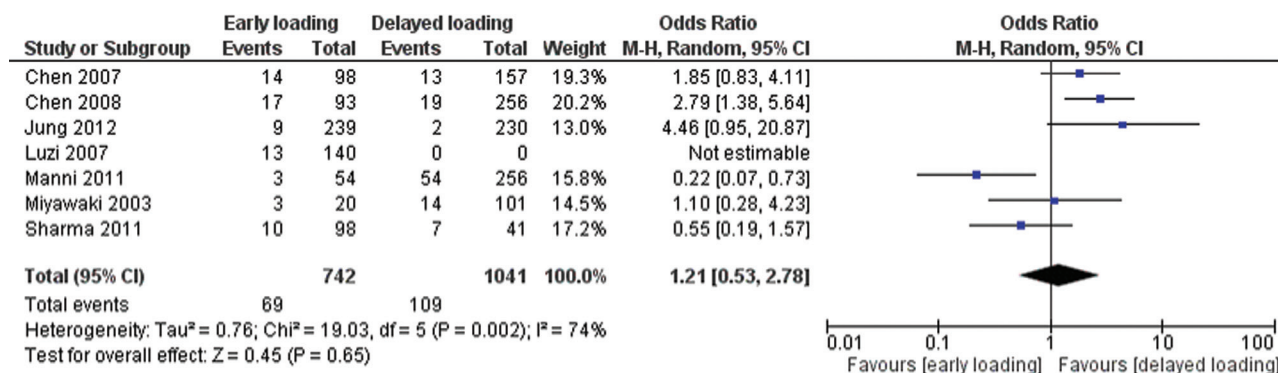 Early loading Delayed loading Odds Ratio Odds Ratio
Study or Subgroup Events Total Events Total Weight M-H, Random, 95% CI M-H, Random, 95% CI
Chen 2007 14 98 13 157 19.3% 1.85 [0.83, 4.11]
Chen 2008 17 93 19 256 20.2% 2.79 [1.38, 5.64]
Jung 2012 9 239 2 230 13.0% 4.46 [0.95, 20.87]
Luzi 2007 13 140 0 0 Not estimable
Manni 2011 3 54 54 256 15.8% 0.22 [0.07, 0.73]
Miyawaki 2003 3 20 14 101 14.5% 1.10 [0.28, 4.23]
Sharma 2011 10 98 7 41 17.2% 0.55 [0.19, 1.57]
Total (95% CI) 742 1041 100.0% 1.21 [0.53, 2.78]
Total events 69 109
Heterogeneity: Tau² = 0.76; Chi² = 19.03, df = 5 (P = 0.002); I² = 74%
Test for overall effect: Z = 0.45 (P = 0.65)
0.01 0.1 1 10 100
Favours [early loading] Favours [delayed loading]